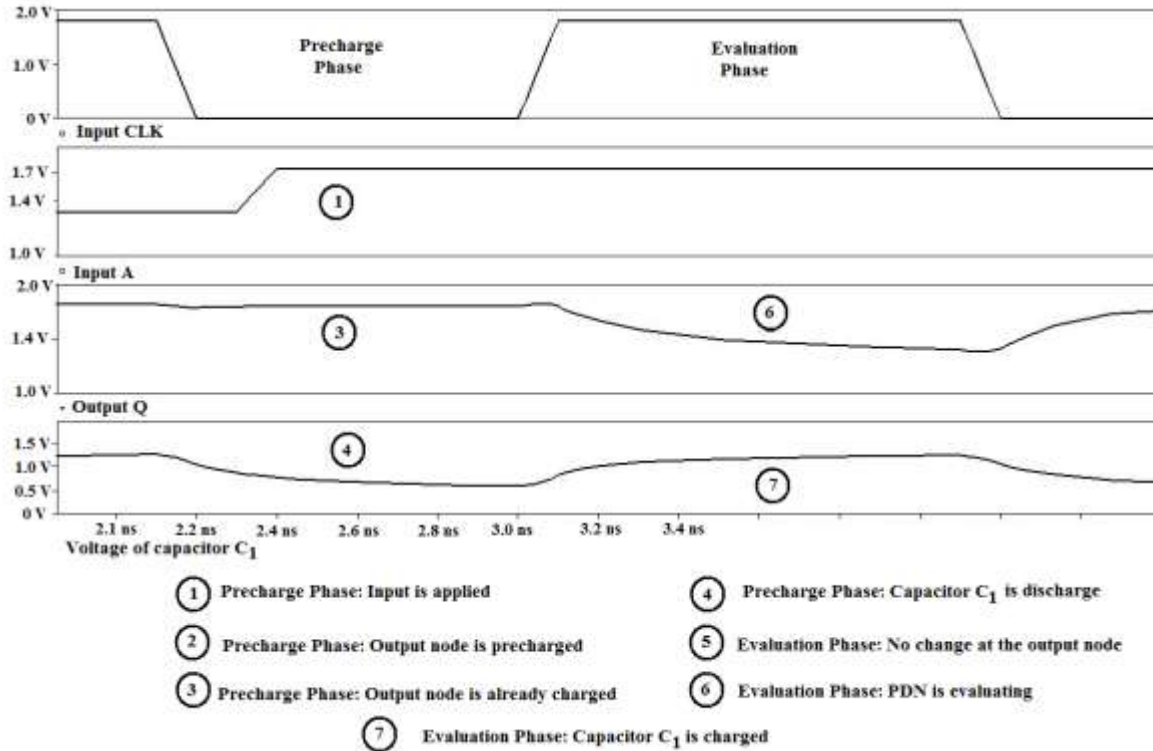 2.0 V
1.0 V
0 V
Precharge
Phase
Evaluation
Phase
▫ Input CLK
1.7 V
1.4 V
1.0 V
1
▫ Input A
2.0 V
1.4 V
1.0 V
3
6
- Output Q
1.5 V
1.0 V
0.5 V
0 V
4
7
2.1 ns 2.2 ns 2.4 ns 2.6 ns 2.8 ns 3.0 ns 3.2 ns 3.4 ns
Voltage of capacitor C1
1 Precharge Phase: Input is applied
2 Precharge Phase: Output node is precharged
3 Precharge Phase: Output node is already charged
4 Precharge Phase: Capacitor C1 is discharge
5 Evaluation Phase: No change at the output node
6 Evaluation Phase: PDN is evaluating
7 Evaluation Phase: Capacitor C1 is charged